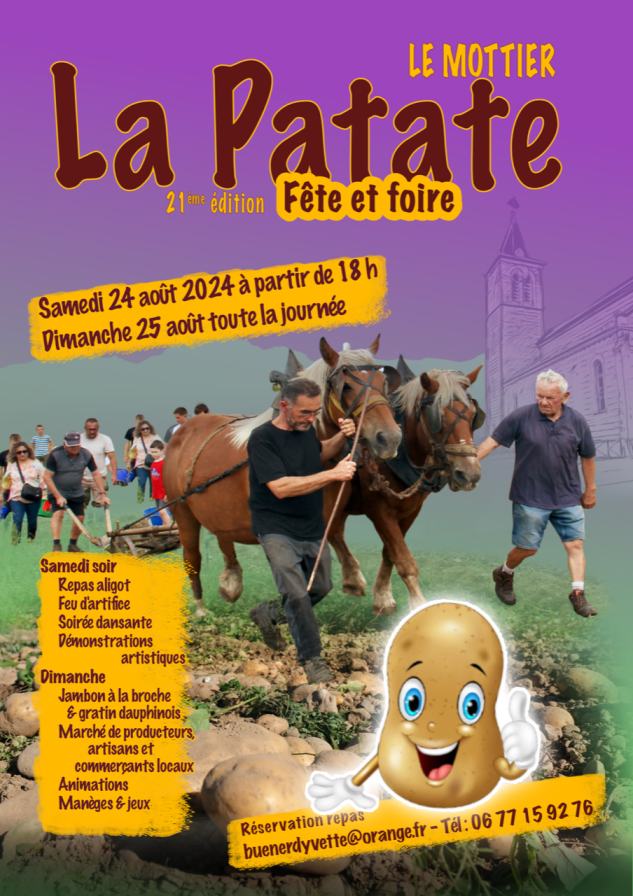 LE MOTTIER
La Patate
21ème édition
Fête et foire
Samedi 24 août 2024 à partir de 18 h
Dimanche 25 août toute la journée
Samedi soir
Repas aligot
Feu d'artifice
Soirée dansante
Démonstrations
artistiques
Dimanche
Jambon à la broche
& gratin dauphinois
Marché de producteurs,
artisans et
commerçants locaux
Animations
Manèges & jeux
Réservation repas
buenerdyvette@orange.fr - Tél : 06 77 15 92 76